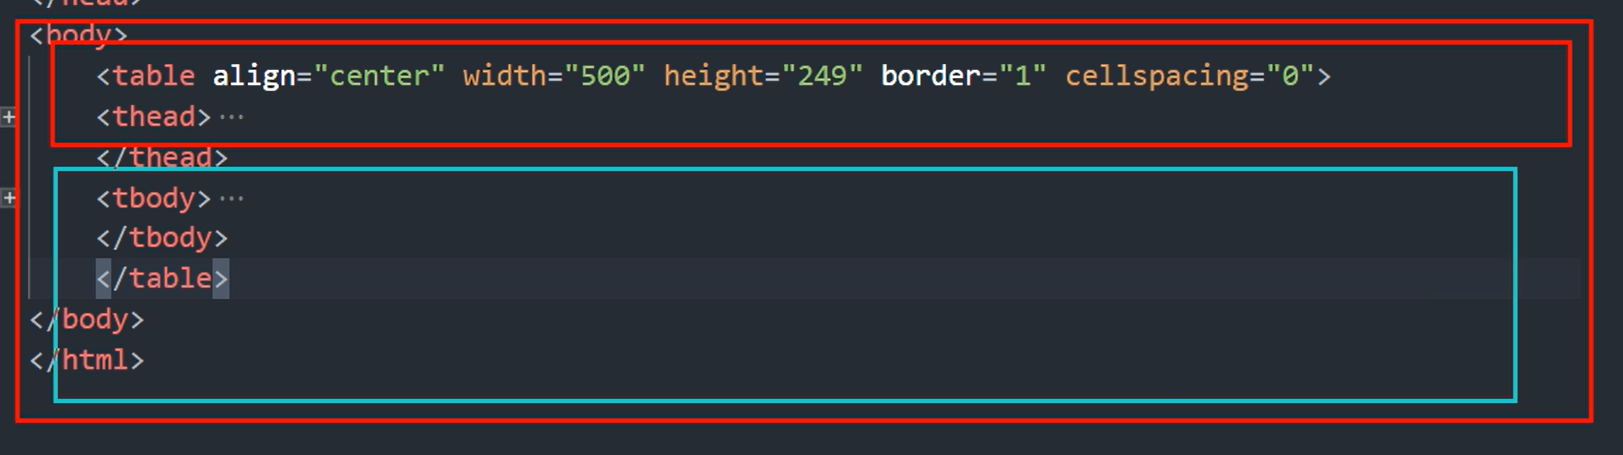 </head>
<body>
<table align="center" width="500" height="249" border="1" cellspacing="0">
<thead>···
</thead>
<tbody>···
</tbody>
</table>
</body>
</html>